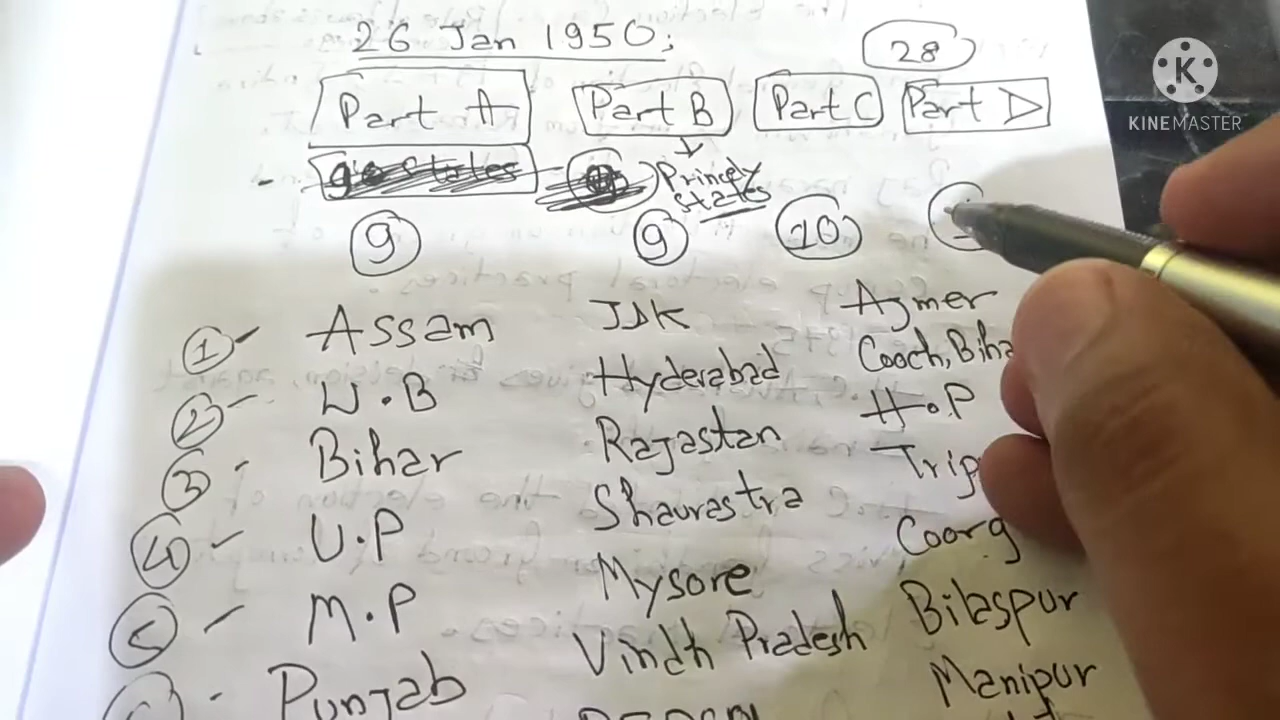 26 Jan 1950;
28
KINEMASTER
Part A Part B Part C Part D
Princely
states
9 9 10
① Assam J&K Ajmer
② W.B Hyderabad Cooch, Biha
③ Bihar Rajastan H.P
④ U.P Shaurastra Trip
⑤ M.P Mysore Coorg
Punjab Vindh Pradesh Bilaspur
Manipur